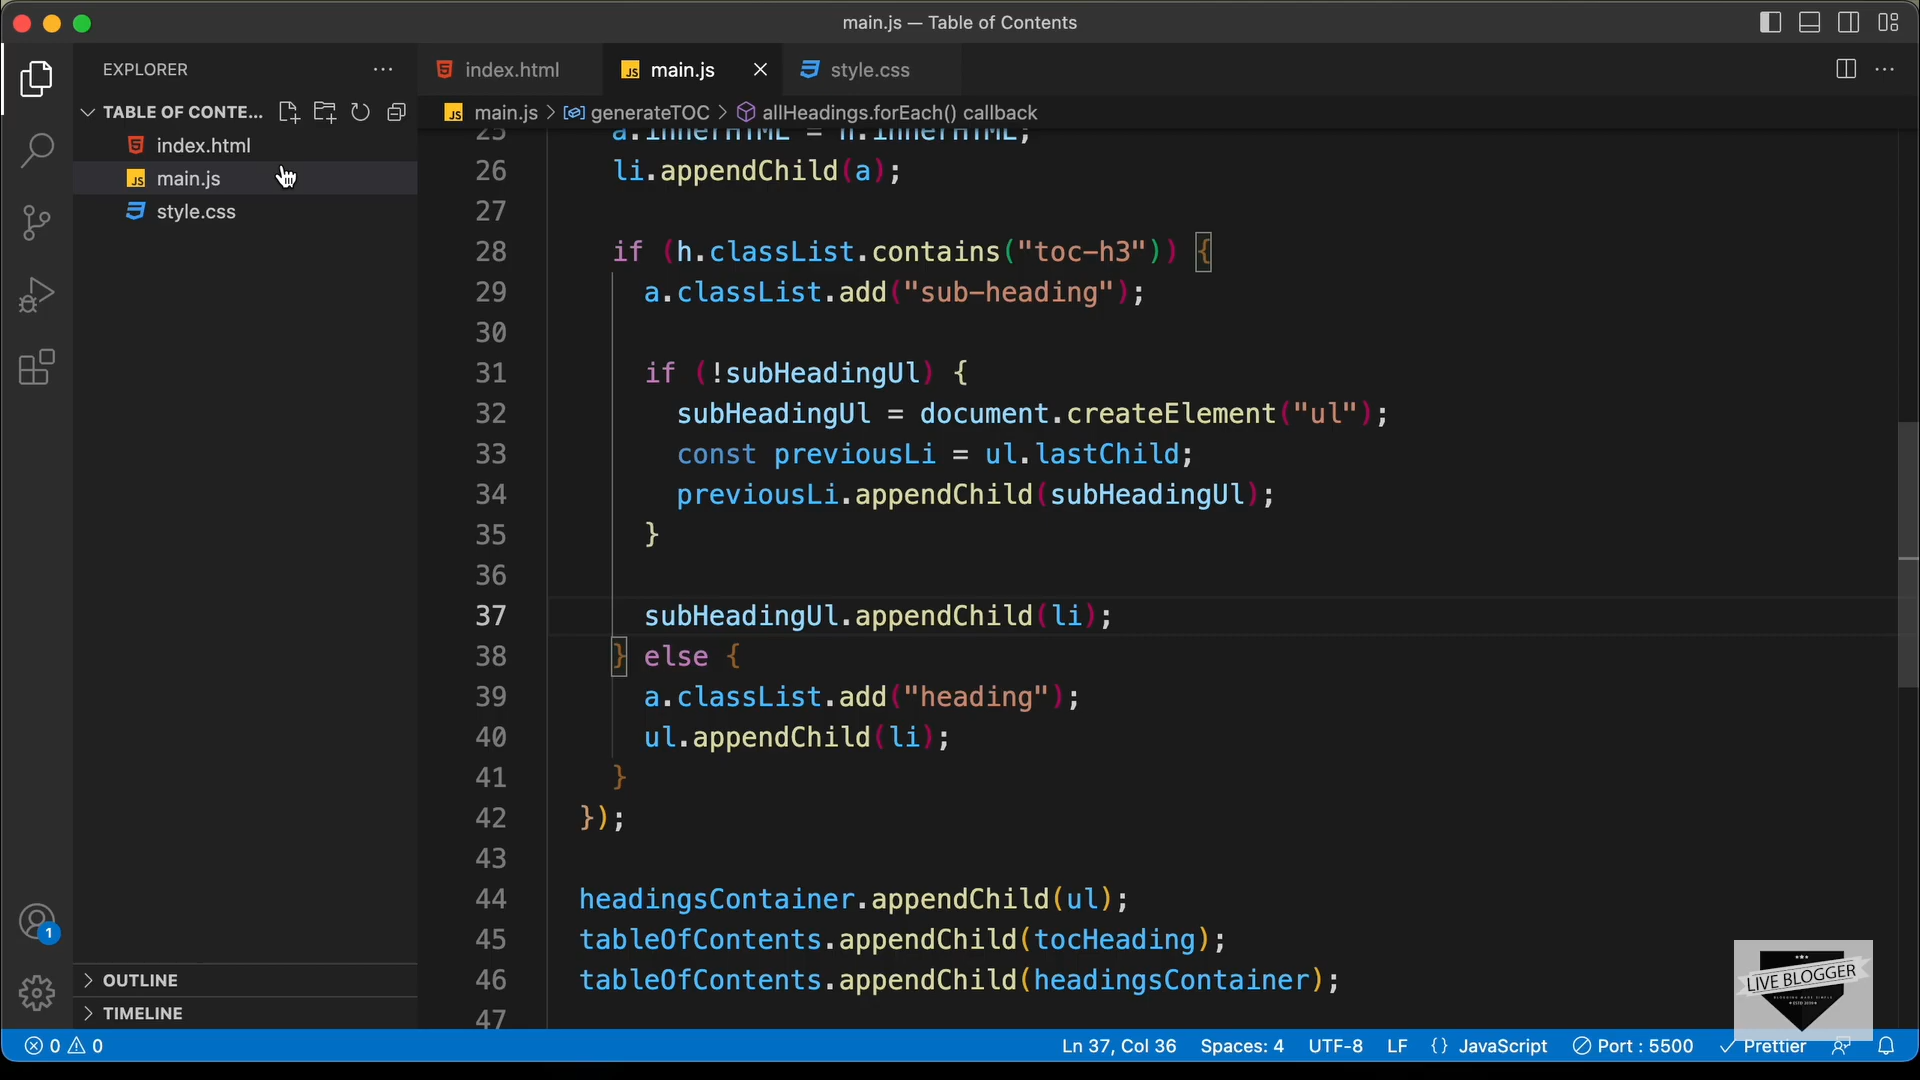 main.js — Table of Contents
EXPLORER
index.html
main.js
style.css
TABLE OF CONTE...
main.js > generateTOC > allHeadings.forEach() callback
index.html
main.js
style.css
25 a.innerHTML = h.innerHTML;
26 li.appendChild(a);
27
28 if (h.classList.contains("toc-h3")) {
29 a.classList.add("sub-heading");
30
31 if (!subHeadingUl) {
32 subHeadingUl = document.createElement("ul");
33 const previousLi = ul.lastChild;
34 previousLi.appendChild(subHeadingUl);
35 }
36
37 subHeadingUl.appendChild(li);
38 } else {
39 a.classList.add("heading");
40 ul.appendChild(li);
41 }
42 });
43
44 headingsContainer.appendChild(ul);
45 tableOfContents.appendChild(tocHeading);
46 tableOfContents.appendChild(headingsContainer);
47
1
OUTLINE
TIMELINE
LIVE BLOGGER
0 0
Ln 37, Col 36 Spaces: 4 UTF-8 LF {} JavaScript Port : 5500 Prettier